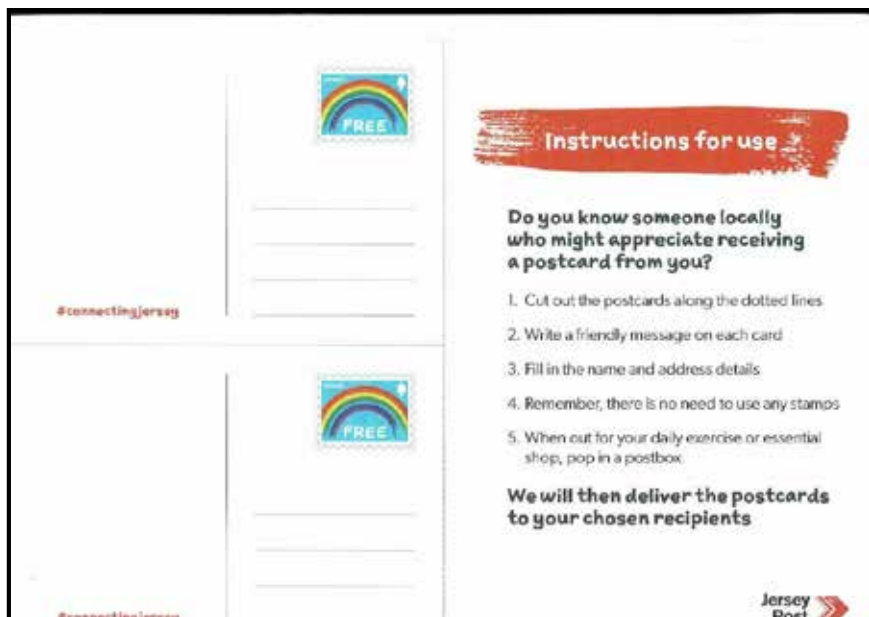 FREE
#connectingjersey
FREE
#connectingjersey
Instructions for use
Do you know someone locally
who might appreciate receiving
a postcard from you?
1. Cut out the postcards along the dotted lines
2. Write a friendly message on each card
3. Fill in the name and address details
4. Remember, there is no need to use any stamps
5. When out for your daily exercise or essential
shop, pop in a postbox
We will then deliver the postcards
to your chosen recipients
Jersey
Post